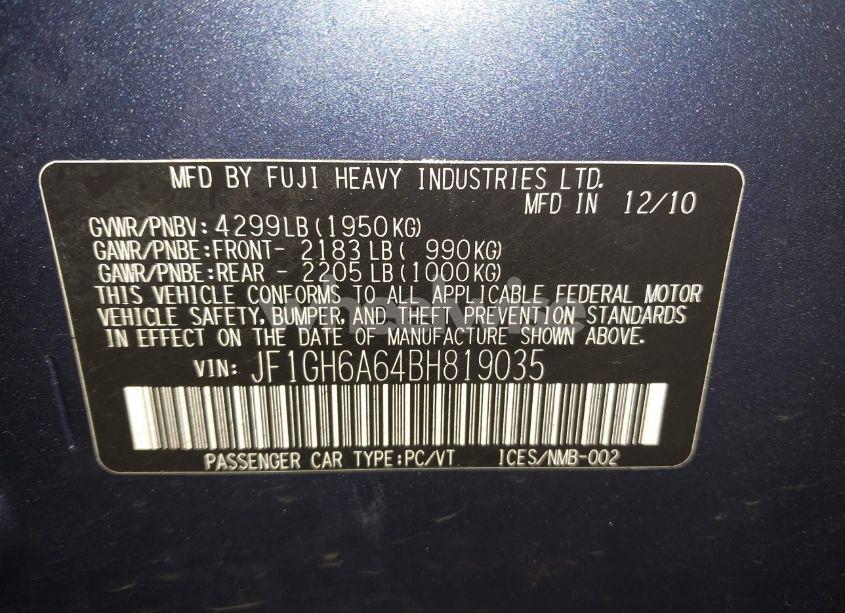 MFD BY FUJI HEAVY INDUSTRIES LTD.
MFD IN 12/10
GVWR/PNBV: 4299LB (1950KG)
GAWR/PNBE:FRONT- 2183 LB ( 990KG)
GAWR/PNBE:REAR - 2205 LB (1000KG)
THIS VEHICLE CONFORMS TO ALL APPLICABLE FEDERAL MOTOR
VEHICLE SAFETY, BUMPER, AND THEFT PREVENTION STANDARDS
IN EFFECT ON THE DATE OF MANUFACTURE SHOWN ABOVE.
VIN: JF1GH6A64BH819035
PASSENGER CAR TYPE:PC/VT ICES/NMB-002